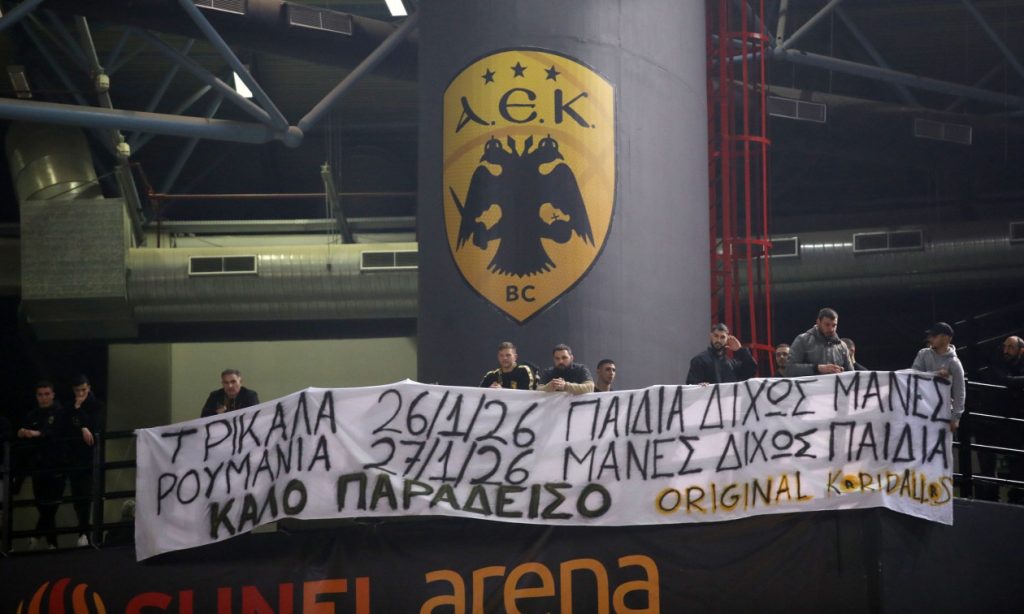 Α.Ε.Κ.
BC
ΤΡΙΚΑΛΑ 26/1/26 ΠΑΙΔΙΑ ΔΙΧΩΣ ΜΑΝΕΣ
ΡΟΥΜΑΝΙΑ 27/1/26 ΜΑΝΕΣ ΔΙΧΩΣ ΠΑΙΔΙΑ
ΚΑΛΟ ΠΑΡΑΔΕΙΣΟ ORIGINAL KORIDALLOS
SUNEL arena